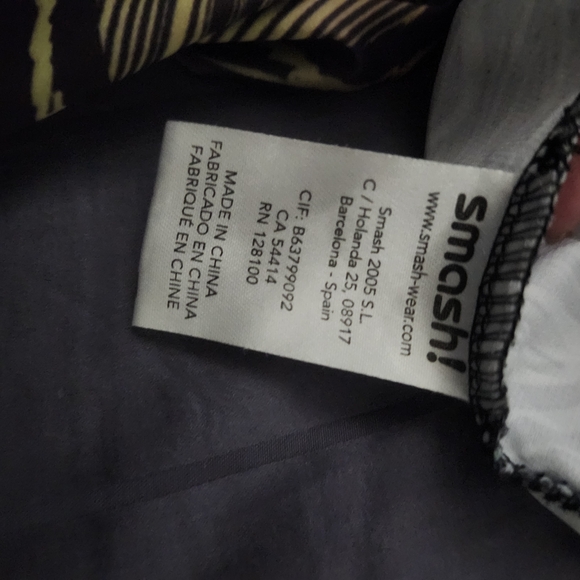 smash!
www.smash-wear.com
Smash 2005 S.L.
C / Holanda 25, 08917
Barcelona - Spain
CIF: B63799092
CA 54414
RN 128100
MADE IN CHINA
FABRICADO EN CHINA
FABRIQUÉ EN CHINE